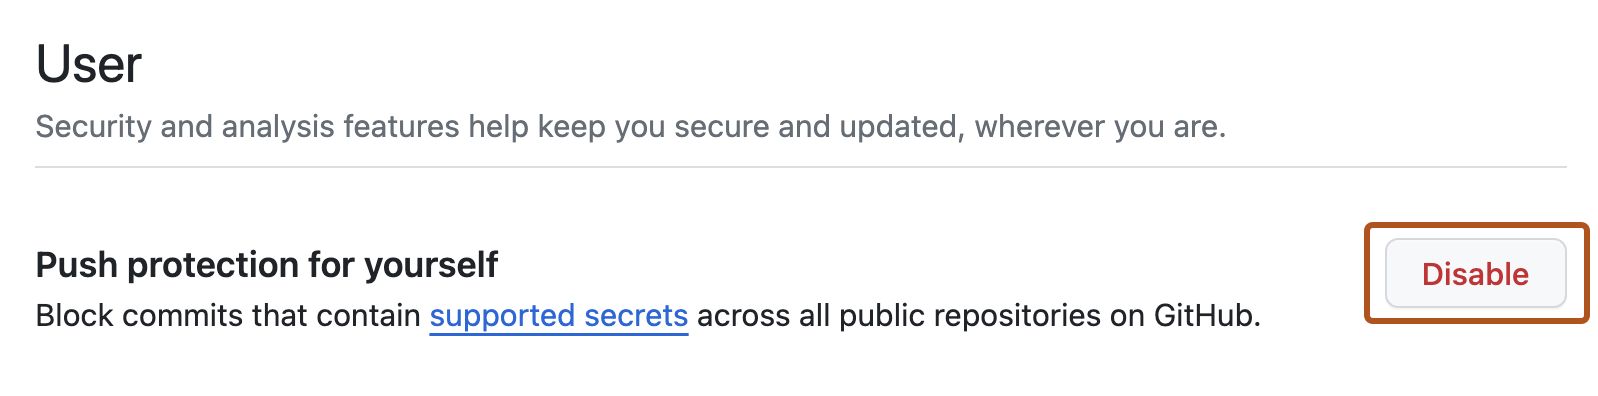 User
Security and analysis features help keep you secure and updated, wherever you are.
Push protection for yourself
Disable
Block commits that contain supported secrets across all public repositories on GitHub.